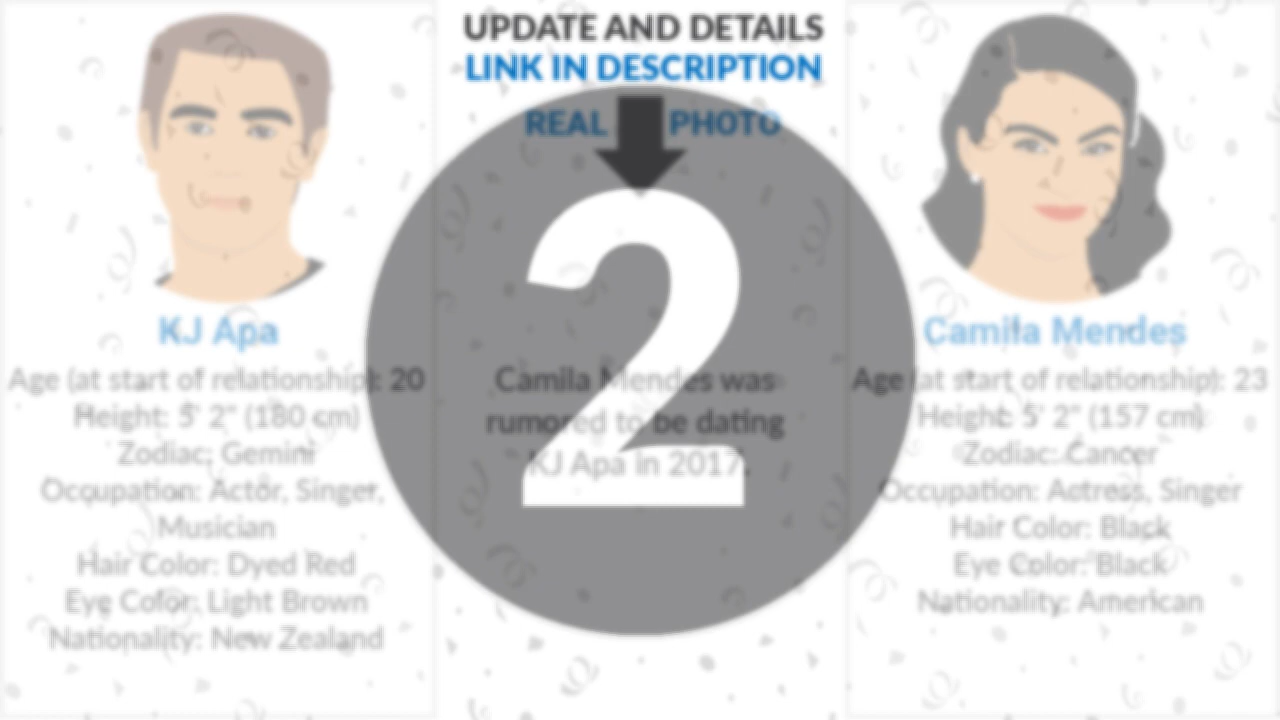 UPDATE AND DETAILS
LINK IN DESCRIPTION
REAL PHOTO
2
KJ Apa
Age (at start of relationship): 20
Height: 5' 2" (180 cm)
Zodiac: Gemini
Occupation: Actor, Singer,
Musician
Hair Color: Dyed Red
Eye Color: Light Brown
Nationality: New Zealand
Camila Mendes was
rumored to be dating
KJ Apa in 2017.
Camila Mendes
Age (at start of relationship): 23
Height: 5' 2" (157 cm)
Zodiac: Cancer
Occupation: Actress, Singer
Hair Color: Black
Eye Color: Black
Nationality: American